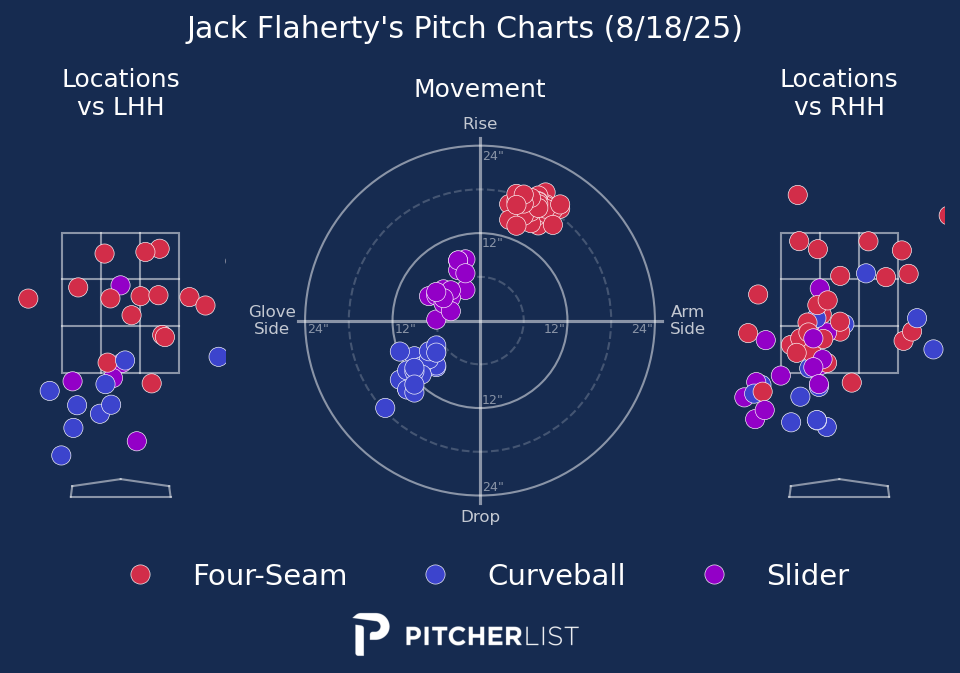 Jack Flaherty's Pitch Charts (8/18/25)
Locations
vs LHH
Movement
Locations
vs RHH
Rise
24"
12"
Glove
Side
24"
12"
12"
24"
Arm
Side
12"
24"
Drop
Four-Seam
Curveball
Slider
PITCHERLIST